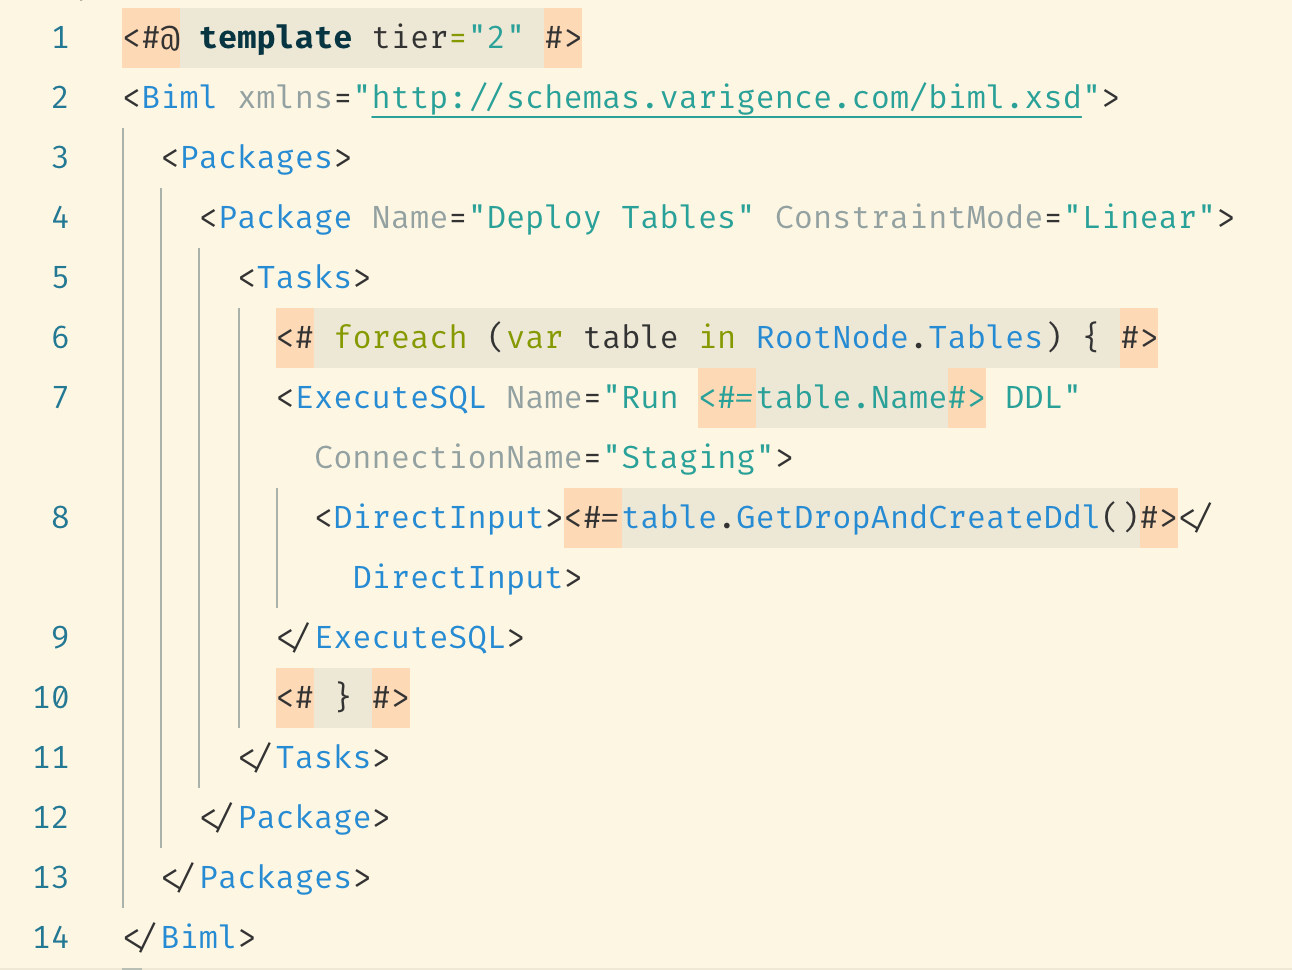 1 <#@ template tier="2" #>
2 <Biml xmlns="http://schemas.varigence.com/biml.xsd">
3 <Packages>
4 <Package Name="Deploy Tables" ConstraintMode="Linear">
5 <Tasks>
6 <# foreach (var table in RootNode.Tables) { #>
7 <ExecuteSQL Name="Run <#=table.Name#> DDL"
ConnectionName="Staging">
8 <DirectInput><#=table.GetDropAndCreateDdl()#></
DirectInput>
9 </ExecuteSQL>
10 <# } #>
11 </Tasks>
12 </Package>
13 </Packages>
14 </Biml>